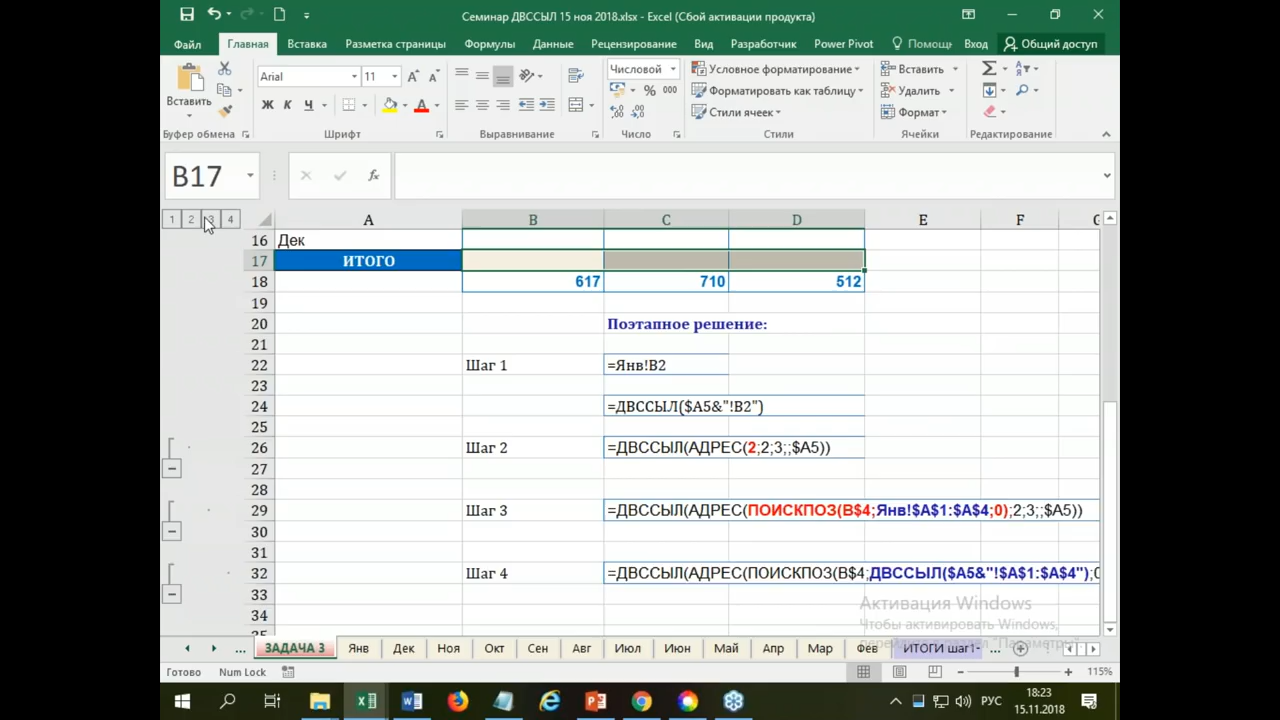 Семинар ДВССЫЛ 15 ноя 2018.xlsx - Excel (Сбой активации продукта)
Файл Главная Вставка Разметка страницы Формулы Данные Рецензирование Вид Разработчик Power Pivot Помощн Вход Общий доступ
Вставить
Arial 11
Ж К Ч
Числовой
% 000
Условное форматирование
Форматировать как таблицу
Стили ячеек
Вставить
Удалить
Формат
Буфер обмена Шрифт Выравнивание Число Стили Ячейки Редактирование
B17 fx
1 2 3 4 A B C D E F
16 Дек
17 ИТОГО
18 617 710 512
19
20 Поэтапное решение:
21
22 Шаг 1 =Янв!B2
23
24 =ДВССЫЛ($A5&"!B2")
25
26 Шаг 2 =ДВССЫЛ(АДРЕС(2;2;3;;$A5))
27
28
29 Шаг 3 =ДВССЫЛ(АДРЕС(ПОИСКПОЗ(B$4;Янв!$A$1:$A$4;0);2;3;;$A5))
30
31
32 Шаг 4 =ДВССЫЛ(АДРЕС(ПОИСКПОЗ(B$4;ДВССЫЛ($A5&"!$A$1:$A$4");0
33
34
Активация Windows
Чтобы активировать Windows,
перейдите в раздел "Параметры".
... ЗАДАЧА 3 Янв Дек Ноя Окт Сен Авг Июл Июн Май Апр Мар Фев ИТОГИ шаг1- ...
Готово Num Lock 115%
РУС 18:23
15.11.2018